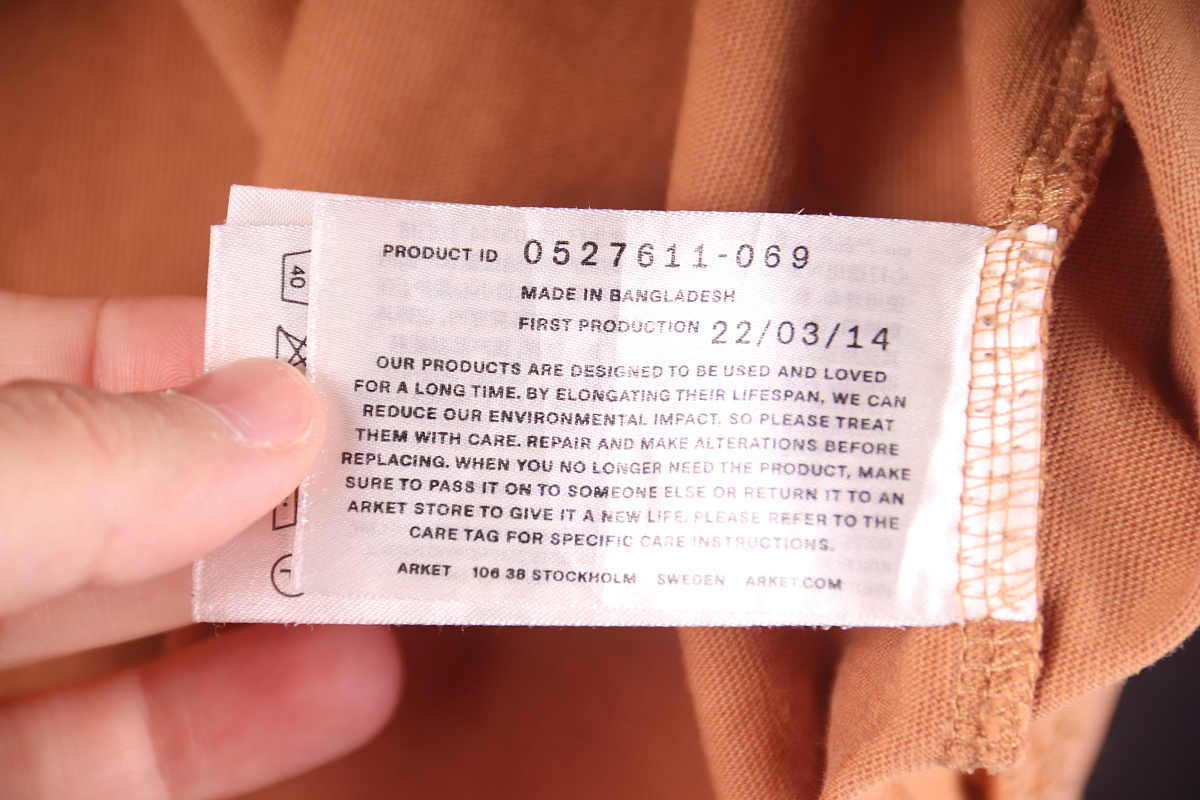 40
PRODUCT ID 0527611-069
MADE IN BANGLADESH
FIRST PRODUCTION 22/03/14
OUR PRODUCTS ARE DESIGNED TO BE USED AND LOVED
FOR A LONG TIME. BY ELONGATING THEIR LIFESPAN, WE CAN
REDUCE OUR ENVIRONMENTAL IMPACT, SO PLEASE TREAT
THEM WITH CARE. REPAIR AND MAKE ALTERATIONS BEFORE
REPLACING. WHEN YOU NO LONGER NEED THE PRODUCT, MAKE
SURE TO PASS IT ON TO SOMEONE ELSE OR RETURN IT TO AN
ARKET STORE TO GIVE IT A NEW LIFE. PLEASE REFER TO THE
CARE TAG FOR SPECIFIC CARE INSTRUCTIONS.
ARKET 106 38 STOCKHOLM SWEDEN ARKET.COM